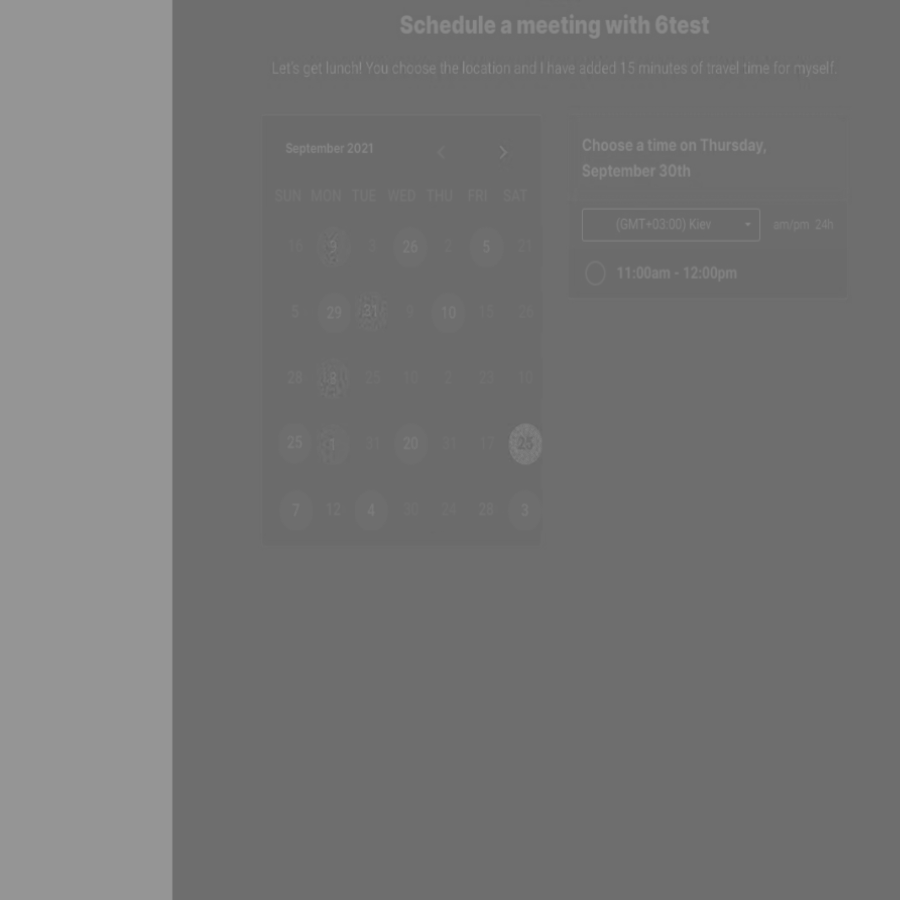 Schedule a meeting with 6test
Let's get lunch! You choose the location and I have added 15 minutes of travel time for myself.
September 2021
SUN MON TUE WED THU FRI SAT
16 9 8 26 2 5 21
5 29 31 9 10 15 26
28 18 25 10 2 23 10
25 1 31 20 31 17 25
7 12 4 30 24 28 3
Choose a time on Thursday,
September 30th
(GMT+03:00) Kiev
am/pm 24h
11:00am - 12:00pm